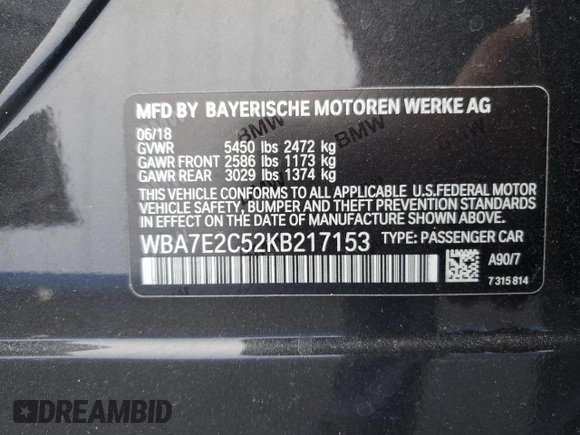 MFD BY BAYERISCHE MOTOREN WERKE AG
06/18
GVWR 5450 lbs 2472 kg
GAWR FRONT 2586 lbs 1173 kg
GAWR REAR 3029 lbs 1374 kg
THIS VEHICLE CONFORMS TO ALL APPLICABLE U.S.FEDERAL MOTOR
VEHICLE SAFETY, BUMPER AND THEFT PREVENTION STANDARDS
IN EFFECT ON THE DATE OF MANUFACTURE SHOWN ABOVE.
WBA7E2C52KB217153 TYPE: PASSENGER CAR
A90/7
7315814
BMW
BMW
BMW
DREAMBID